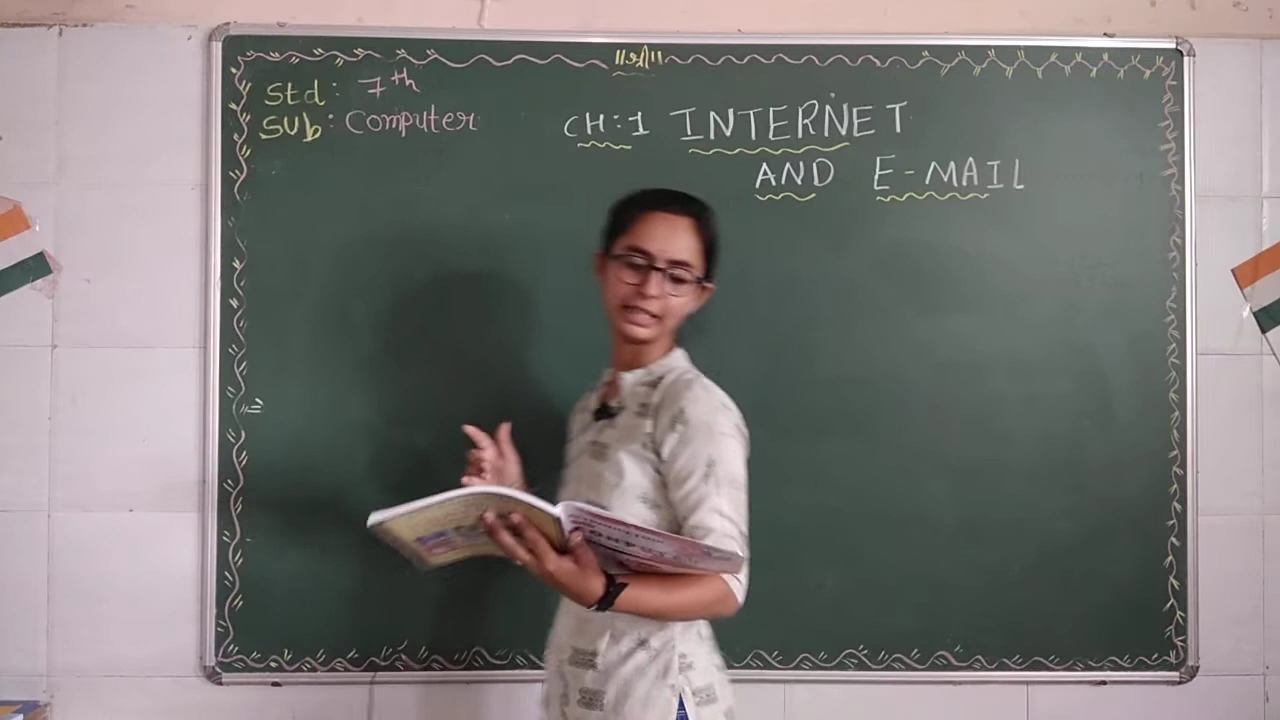 ॥श्री॥
Std: 7th
Sub: Computer
CH:1 INTERNET
AND E-MAIL